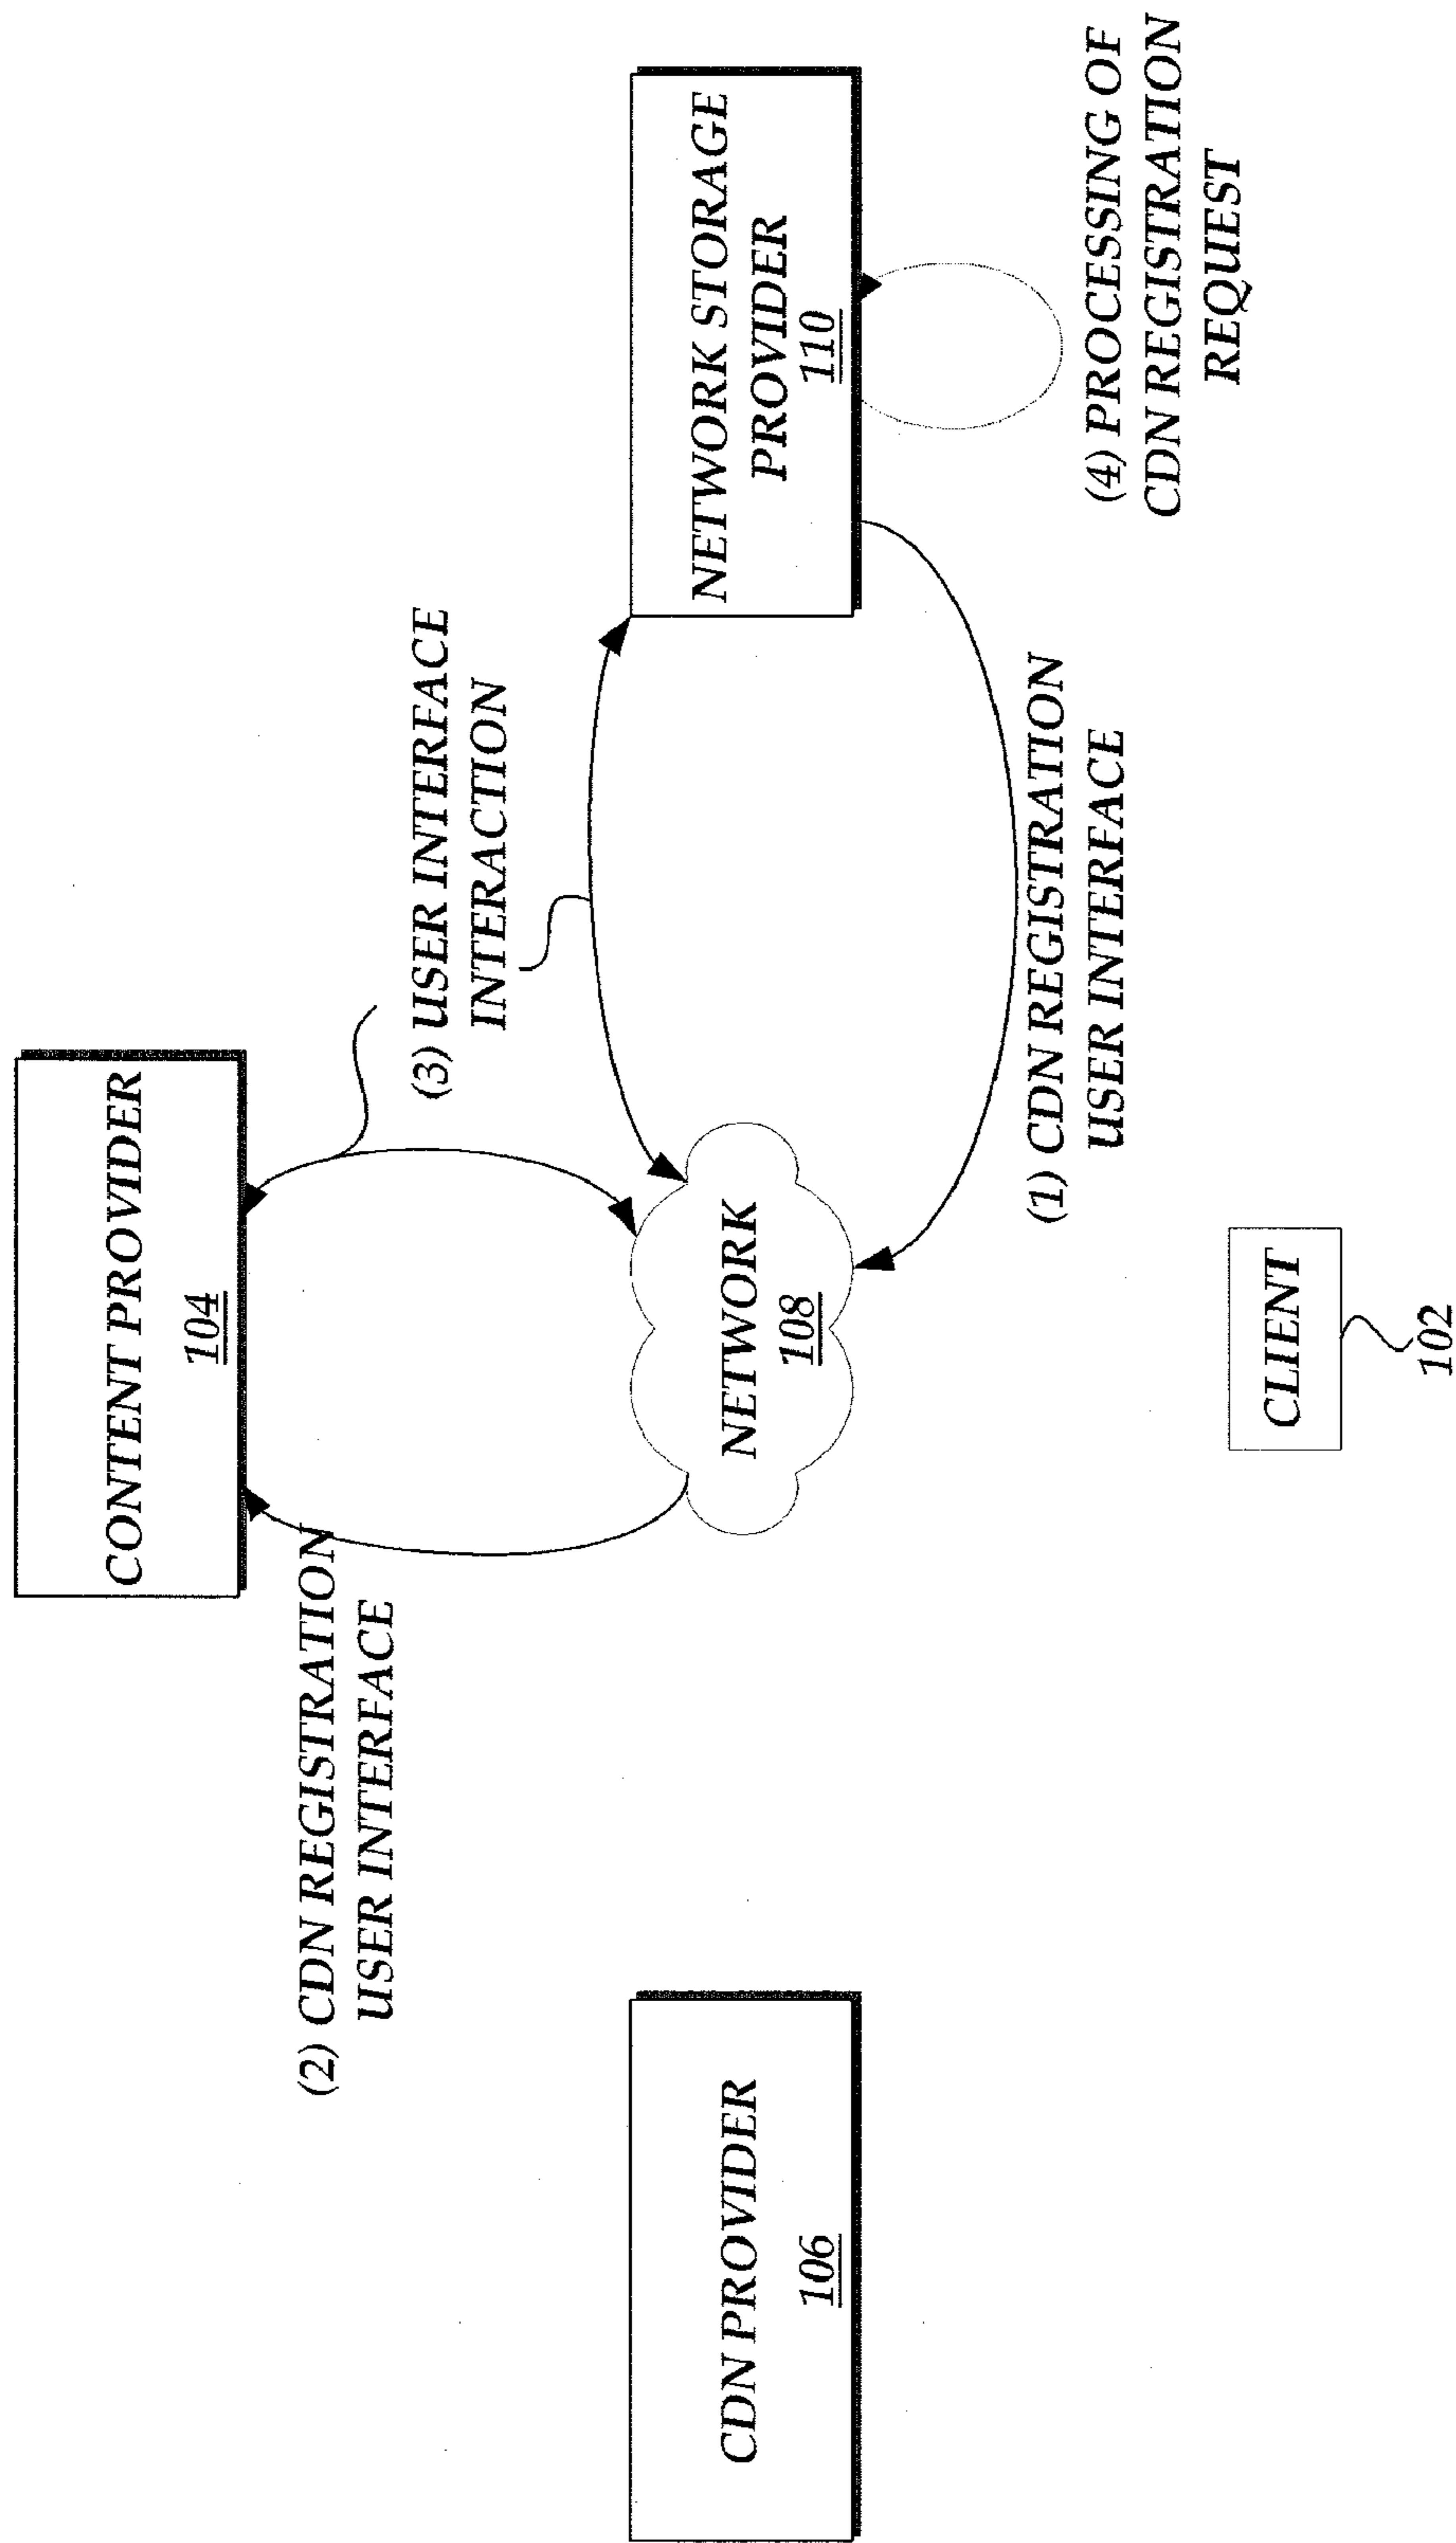 CONTENT PROVIDER
104
(2) CDN REGISTRATION
USER INTERFACE
(3) USER INTERFACE
INTERACTION
CDN PROVIDER
106
NETWORK
108
NETWORK STORAGE
PROVIDER
110
(1) CDN REGISTRATION
USER INTERFACE
(4) PROCESSING OF
CDN REGISTRATION
REQUEST
CLIENT
102